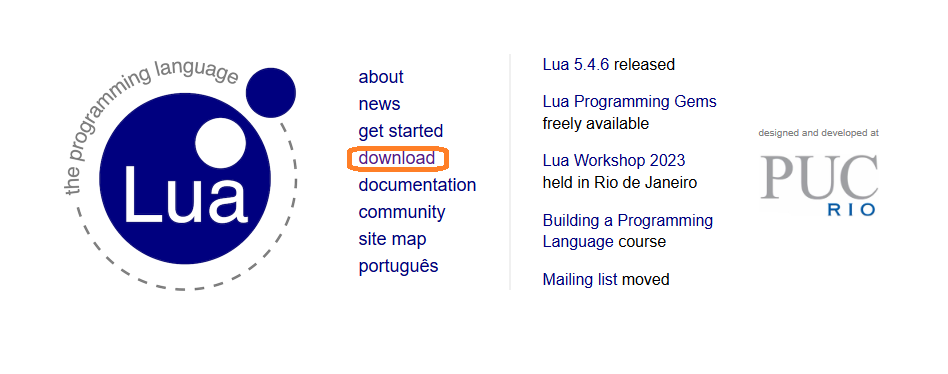 the programming language
Lua
about
news
get started
download
documentation
community
site map
português
Lua 5.4.6 released
Lua Programming Gems
freely available
Lua Workshop 2023
held in Rio de Janeiro
Building a Programming
Language course
Mailing list moved
designed and developed at
PUC
RIO